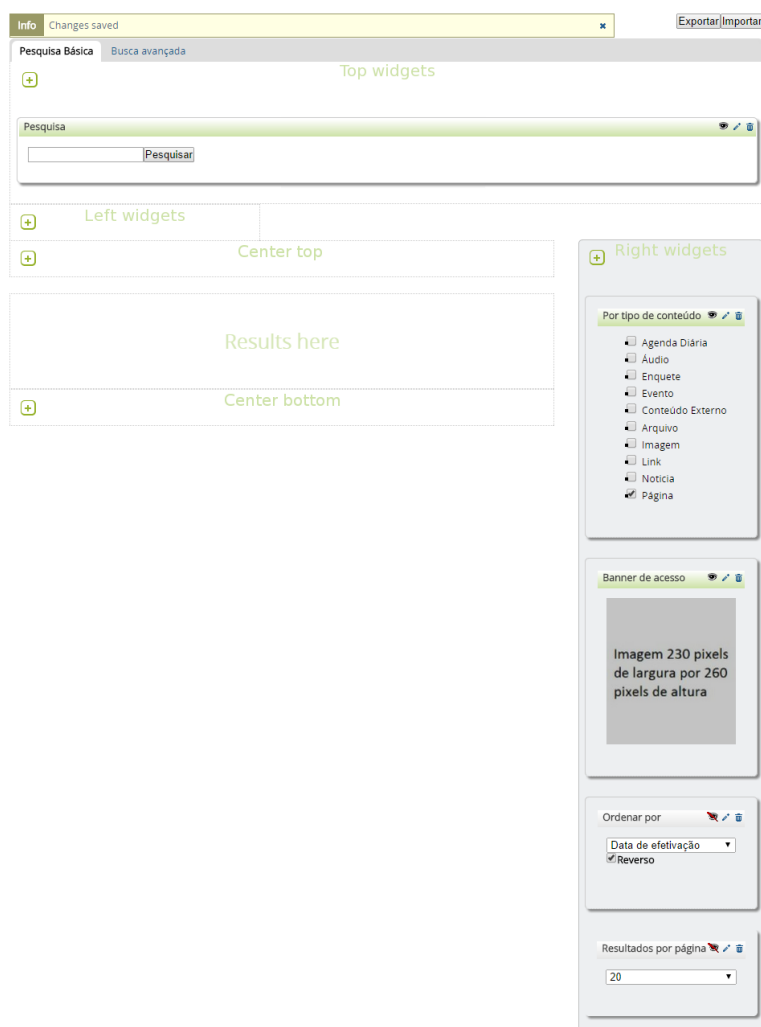 Info Changes saved
Exportar Importar
Pesquisa Básica Busca avançada
Top widgets
Pesquisa
Pesquisar
Left widgets
Center top
Right widgets
Results here
Center bottom
Por tipo de conteúdo
Agenda Diária
Áudio
Enquete
Evento
Conteúdo Externo
Arquivo
Imagem
Link
Noticia
Página
Banner de acesso
Imagem 230 pixels
de largura por 260
pixels de altura
Ordenar por
Data de efetivação
Reverso
Resultados por página
20